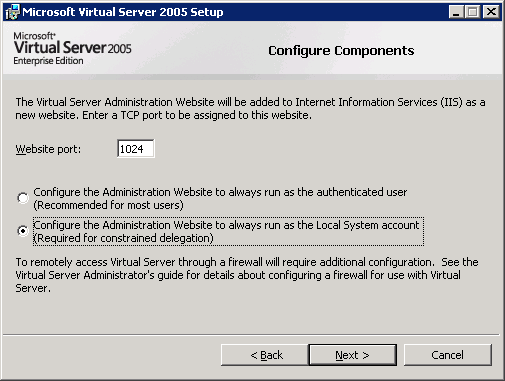 Microsoft Virtual Server 2005 Setup
Microsoft®
Virtual Server 2005
Enterprise Edition
Configure Components
The Virtual Server Administration Website will be added to Internet Information Services (IIS) as a
new website. Enter a TCP port to be assigned to this website.
Website port: 1024
Configure the Administration Website to always run as the authenticated user
(Recommended for most users)
Configure the Administration Website to always run as the Local System account
(Required for constrained delegation)
To remotely access Virtual Server through a firewall will require additional configuration. See the
Virtual Server Administrator's guide for details about configuring a firewall for use with Virtual
Server.
< Back Next > Cancel